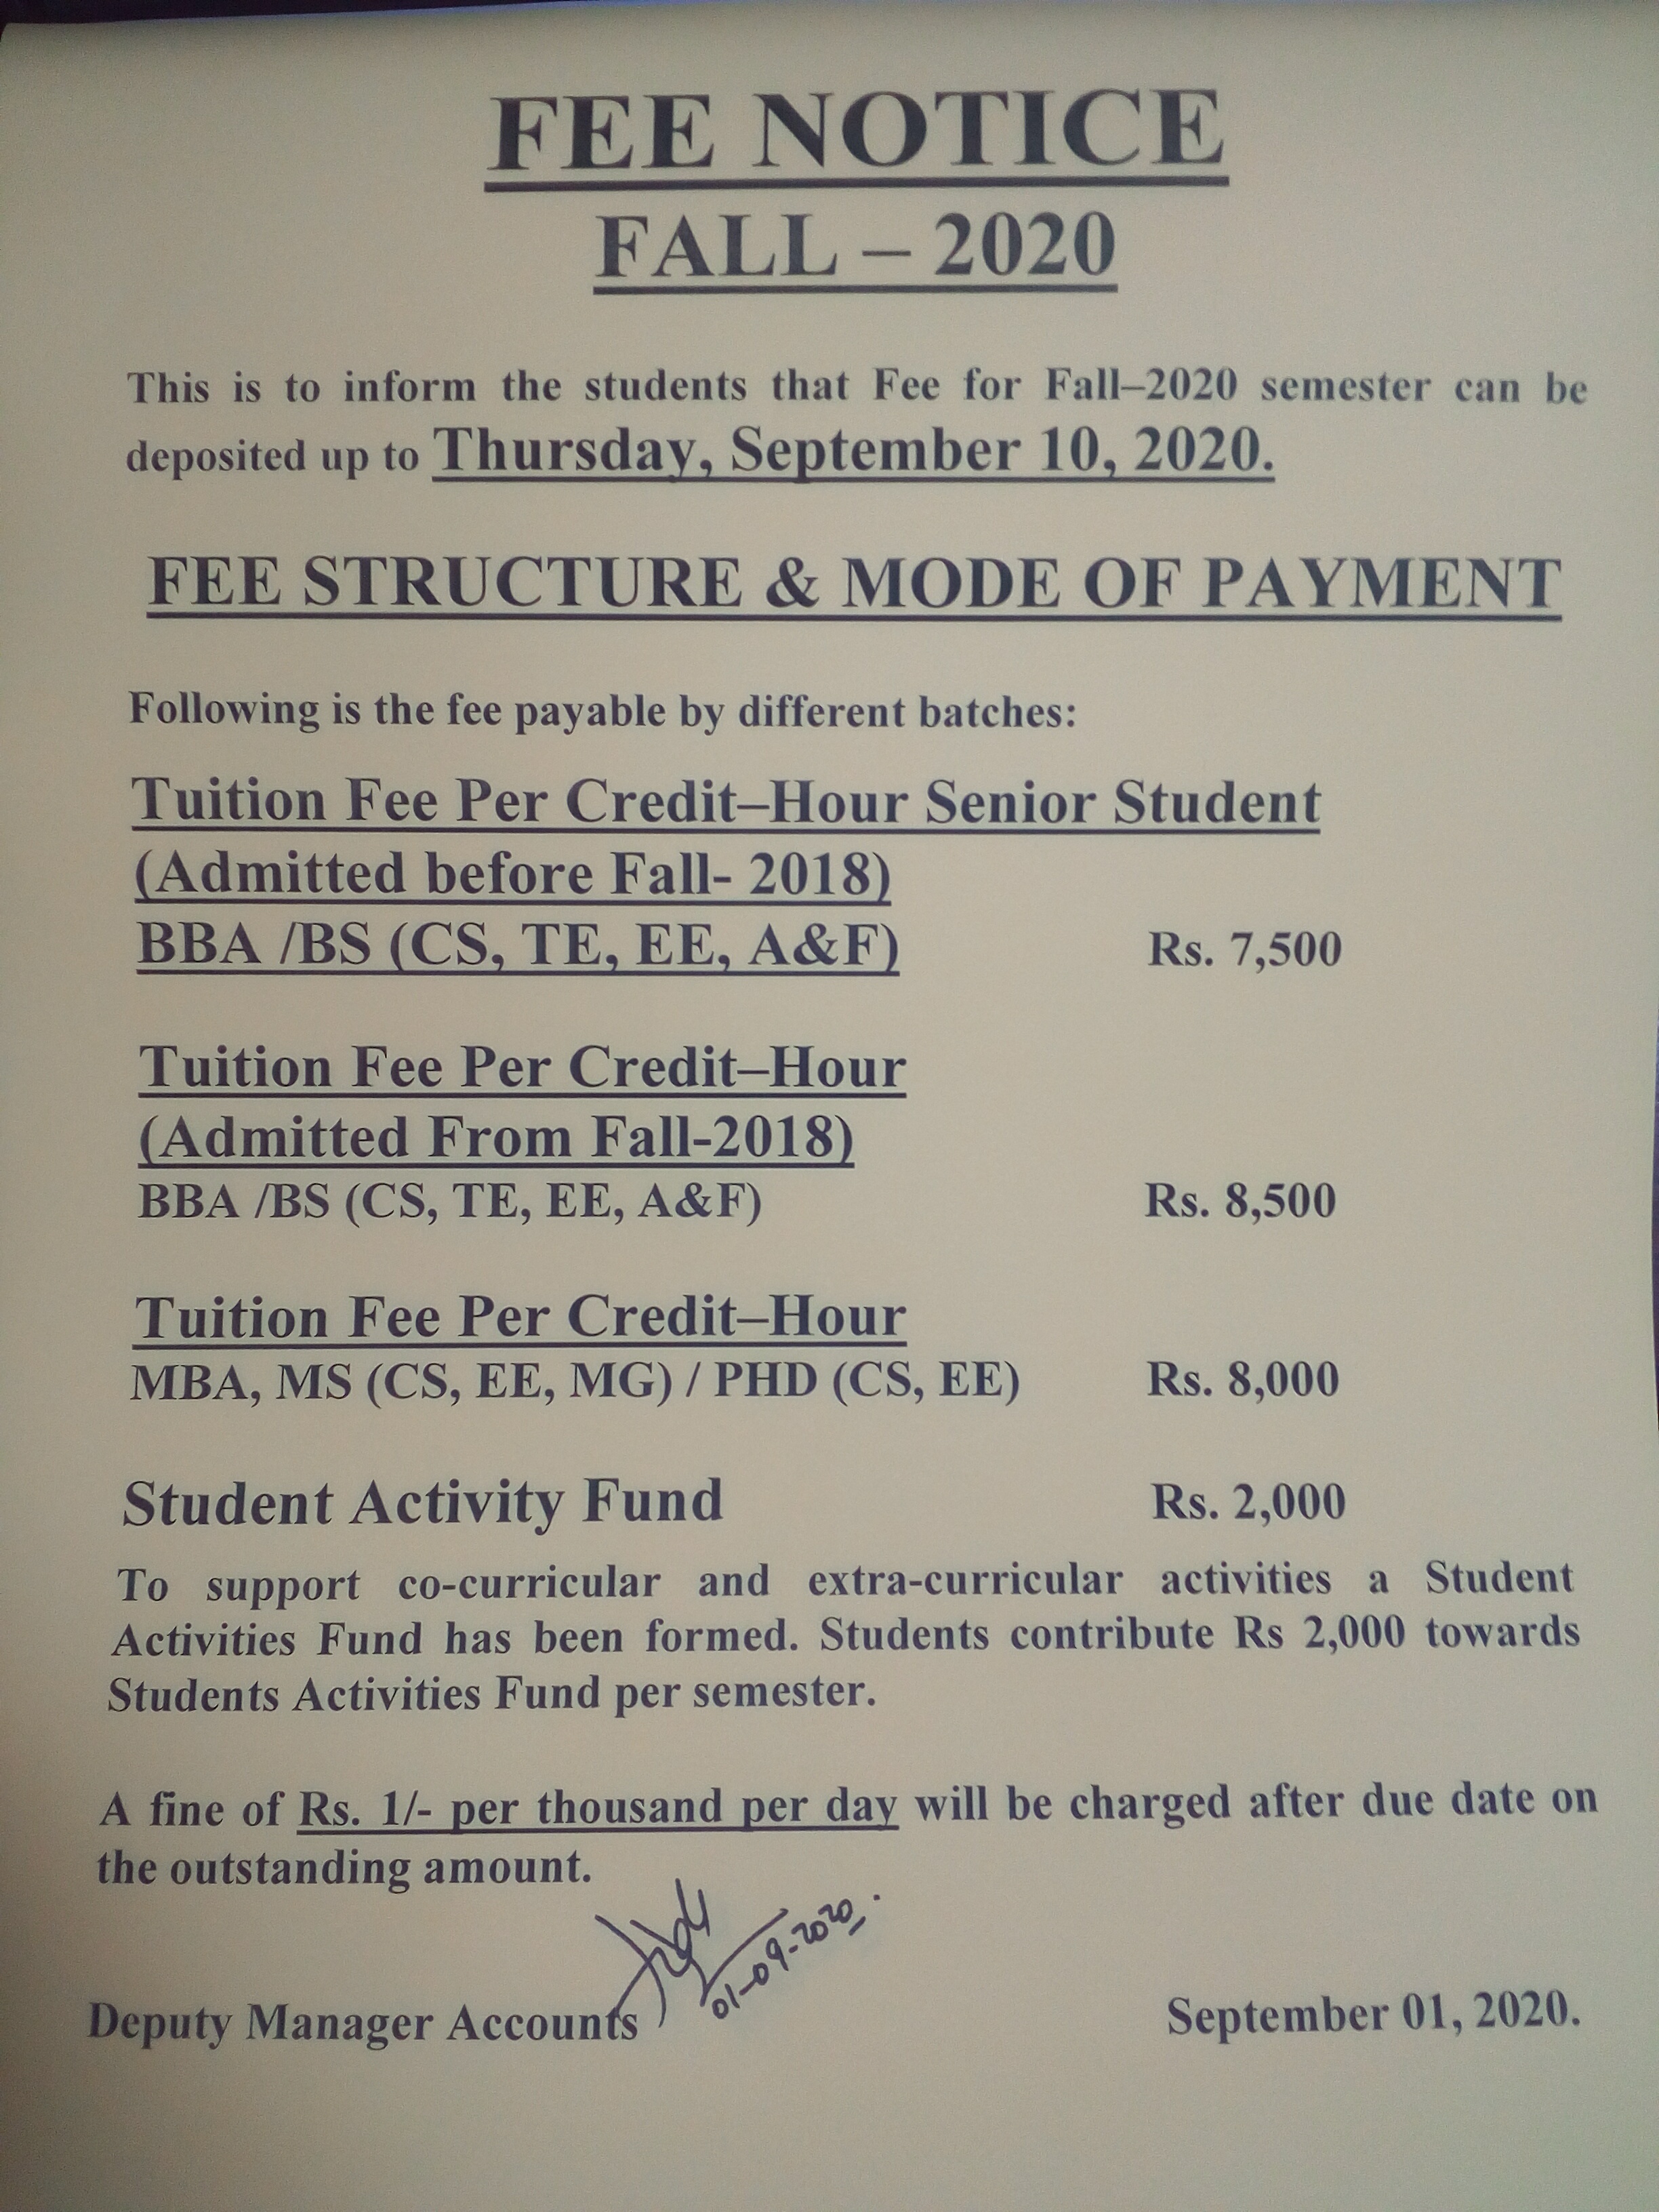 FEE NOTICE
FALL – 2020
This is to inform the students that Fee for Fall–2020 semester can be
deposited up to Thursday, September 10, 2020.
FEE STRUCTURE & MODE OF PAYMENT
Following is the fee payable by different batches:
Tuition Fee Per Credit–Hour Senior Student
(Admitted before Fall- 2018)
BBA /BS (CS, TE, EE, A&F) Rs. 7,500
Tuition Fee Per Credit–Hour
(Admitted From Fall-2018)
BBA /BS (CS, TE, EE, A&F) Rs. 8,500
Tuition Fee Per Credit–Hour
MBA, MS (CS, EE, MG) / PHD (CS, EE) Rs. 8,000
Student Activity Fund Rs. 2,000
To support co-curricular and extra-curricular activities a Student
Activities Fund has been formed. Students contribute Rs 2,000 towards
Students Activities Fund per semester.
A fine of Rs. 1/- per thousand per day will be charged after due date on
the outstanding amount.
01-09-2020.
Deputy Manager Accounts September 01, 2020.